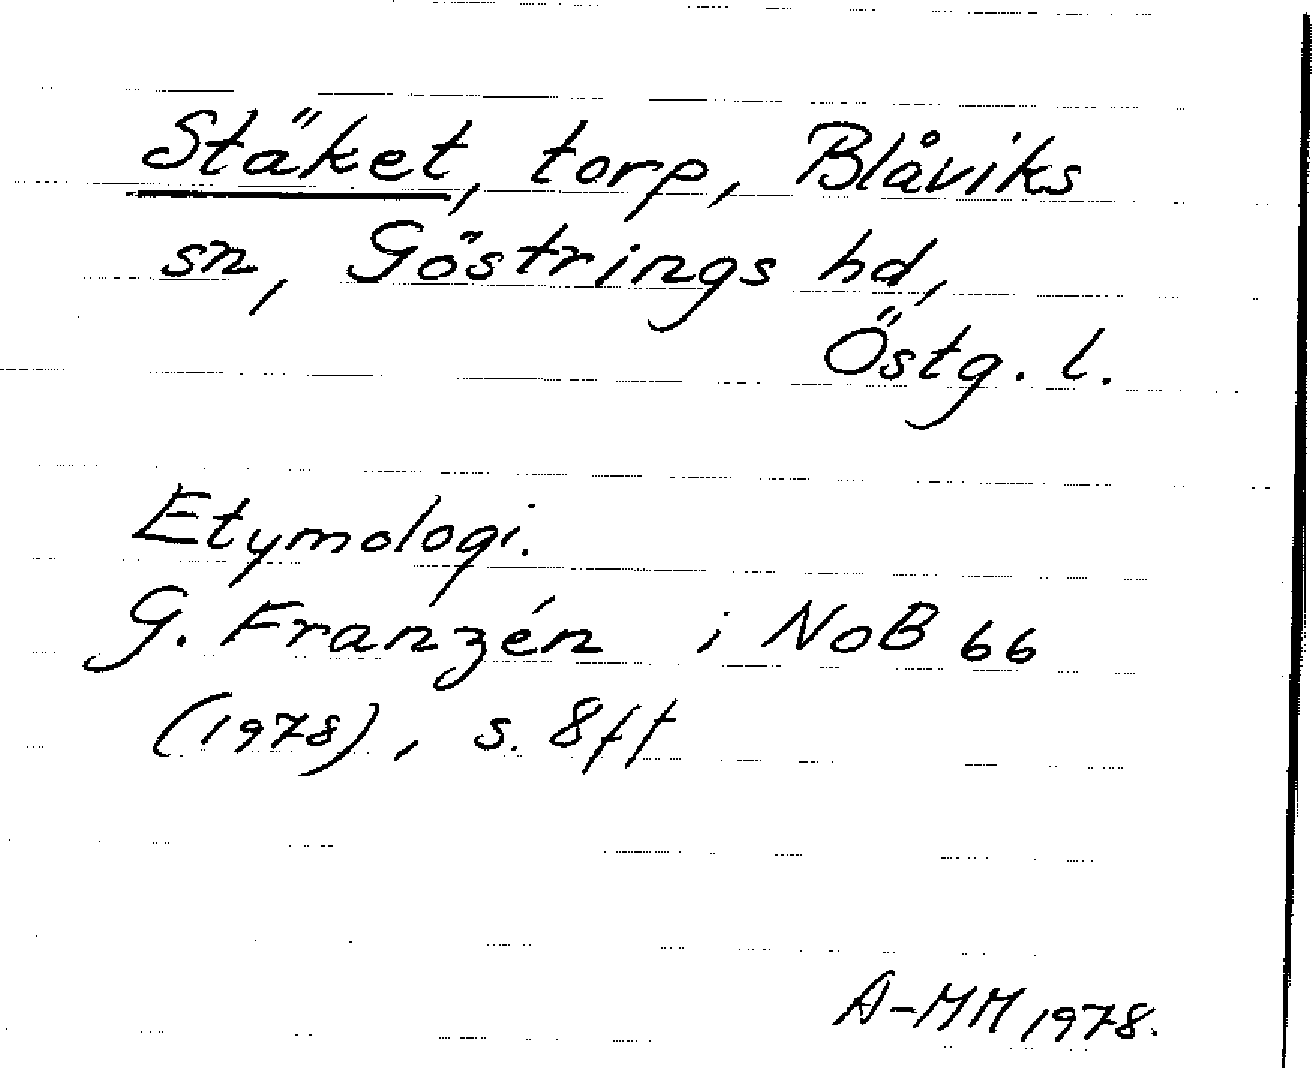 Stäket, torp, Blåviks
sn, Göstrings hd,
Östg. l.
Etymologi.
G. Franzén i NoB 66
(1978), s. 8ff
A-MM 1978.